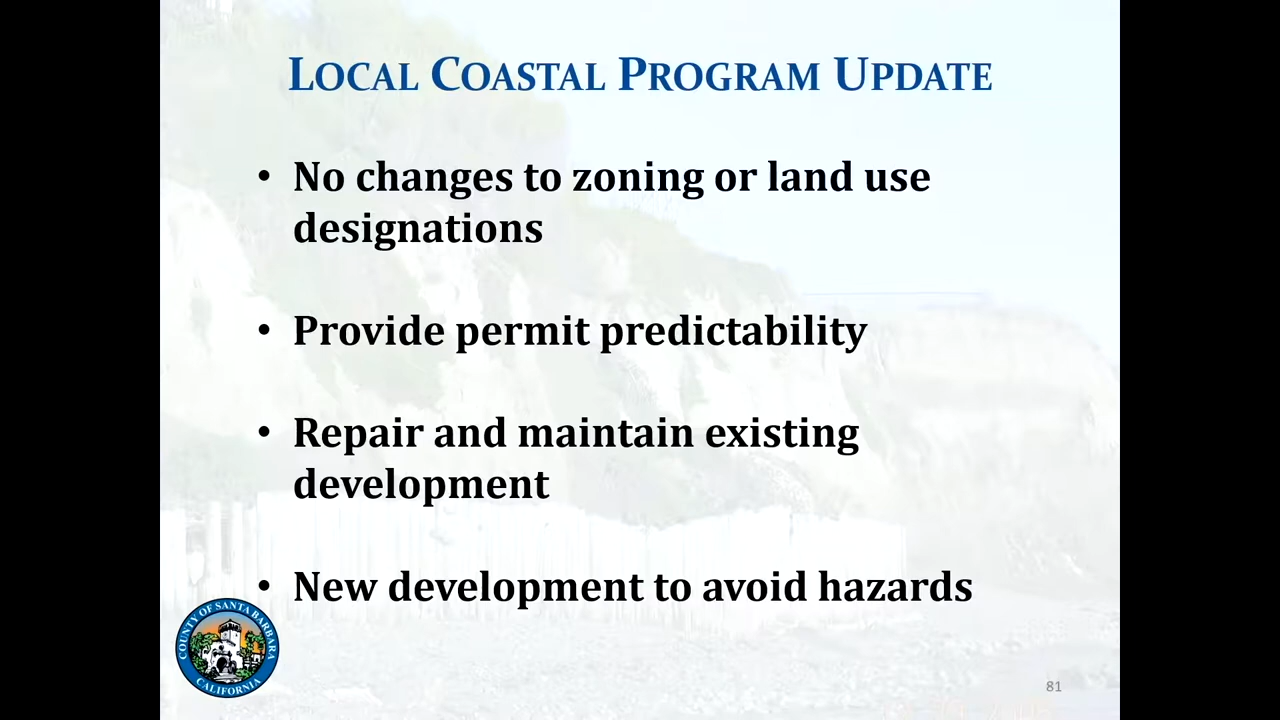 LOCAL COASTAL PROGRAM UPDATE
• No changes to zoning or land use
designations
• Provide permit predictability
• Repair and maintain existing
development
• New development to avoid hazards
COUNTY OF SANTA BARBARA
CALIFORNIA
81